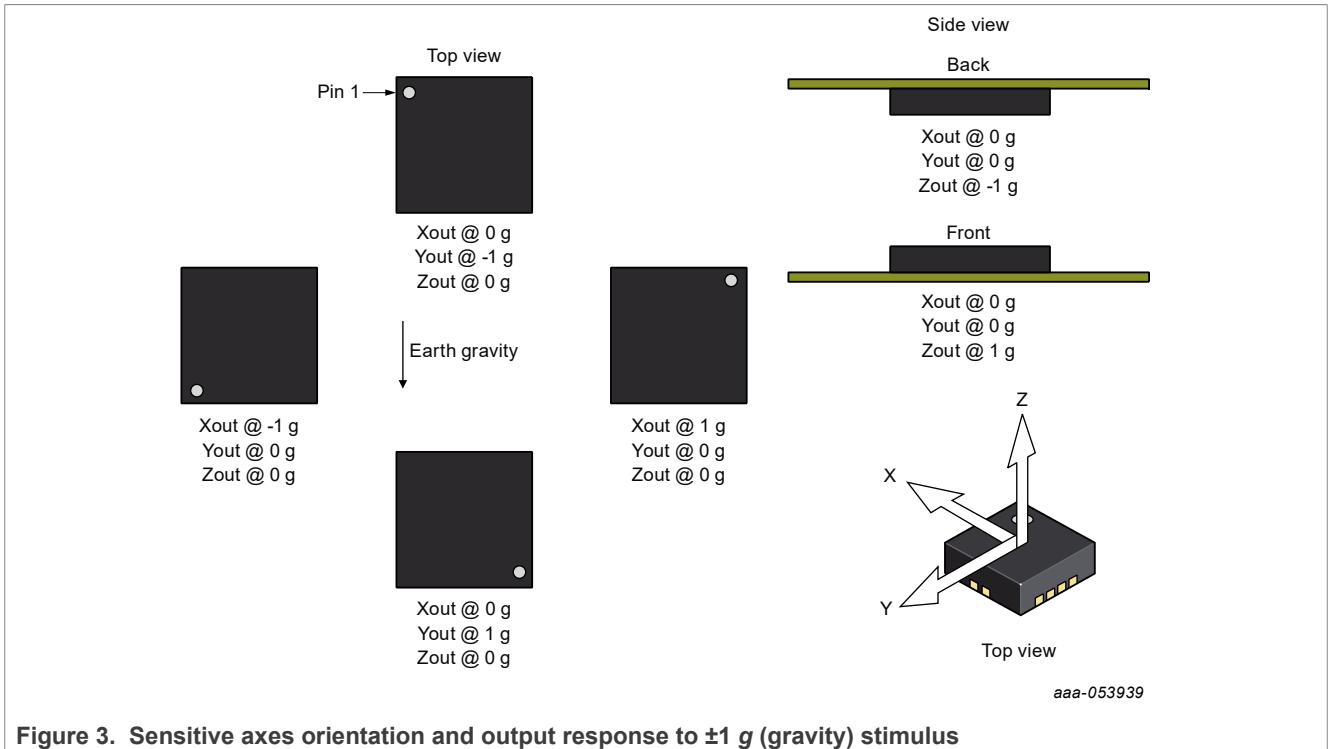 Top view
Pin 1
Xout @ 0 g
Yout @ -1 g
Zout @ 0 g
Xout @ -1 g
Yout @ 0 g
Zout @ 0 g
Earth gravity
Xout @ 1 g
Yout @ 0 g
Zout @ 0 g
Xout @ 0 g
Yout @ 1 g
Zout @ 0 g
Side view
Back
Xout @ 0 g
Yout @ 0 g
Zout @ -1 g
Front
Xout @ 0 g
Yout @ 0 g
Zout @ 1 g
Z
X
Y
Top view
aaa-053939
Figure 3. Sensitive axes orientation and output response to ±1 g (gravity) stimulus